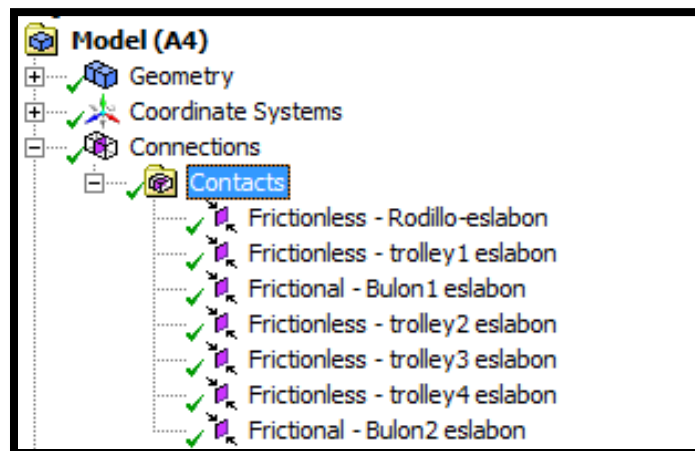 Model (A4)
Geometry
Coordinate Systems
Connections
Contacts
Frictionless - Rodillo-eslabon
Frictionless - trolley1 eslabon
Frictional - Bulon1 eslabon
Frictionless - trolley2 eslabon
Frictionless - trolley3 eslabon
Frictionless - trolley4 eslabon
Frictional - Bulon2 eslabon